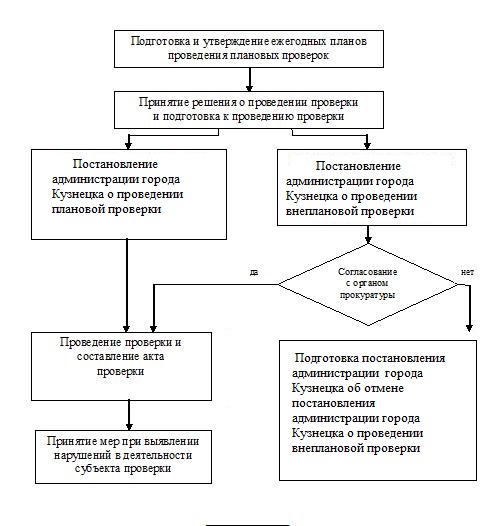 Подготовка и утверждение ежегодных планов
проведения плановых проверок
Принятие решения о проведении проверки
и подготовка к проведению проверки
Постановление
администрации города
Кузнецка о проведении
плановой проверки
Постановление
администрации города
Кузнецка о проведении
внеплановой проверки
Согласование
с органом
прокуратуры
да
нет
Проведение проверки и
составление акта
проверки
Подготовка постановления
администрации города
Кузнецка об отмене
постановления
администрации города
Кузнецка о проведении
внеплановой проверки
Принятие мер при выявлении
нарушений в деятельности
субъекта проверки